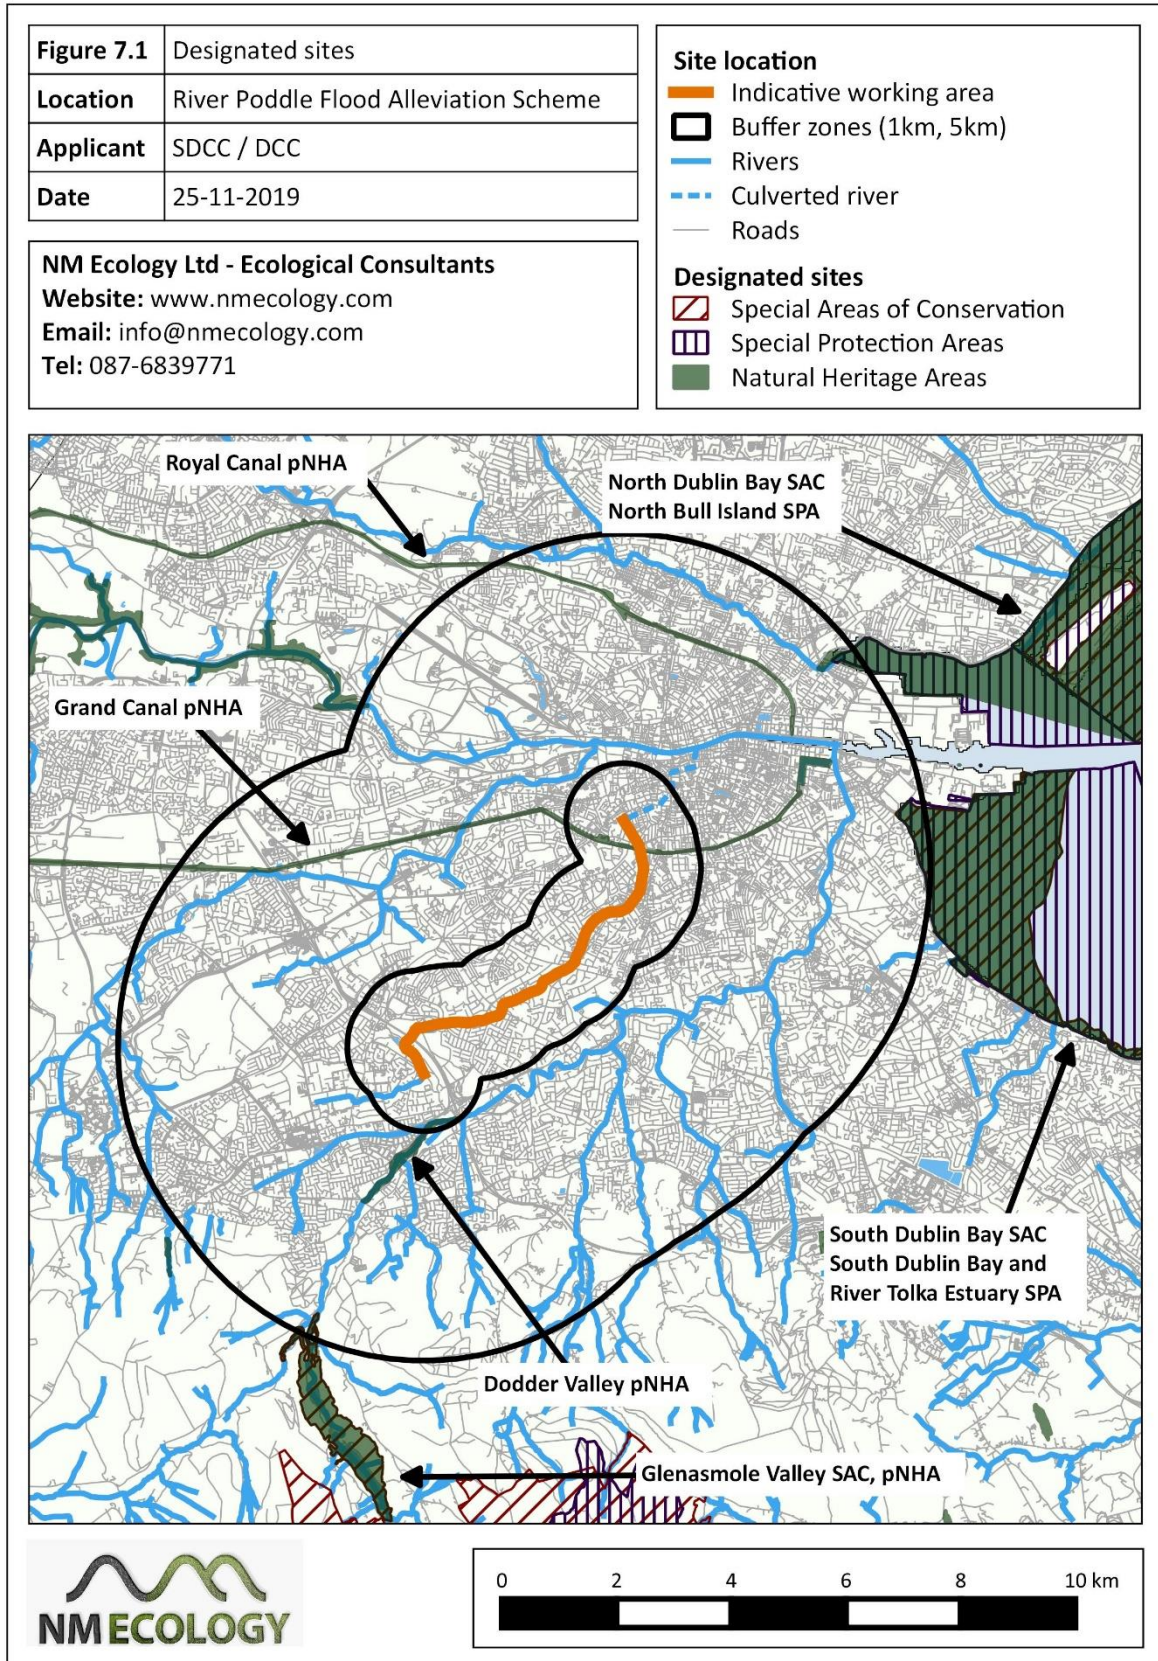 Figure 7.1 Designated sites
Location River Poddle Flood Alleviation Scheme
Applicant SDCC / DCC
Date 25-11-2019
NM Ecology Ltd - Ecological Consultants
Website: www.nmecology.com
Email: info@nmecology.com
Tel: 087-6839771
Site location
Indicative working area
Buffer zones (1km, 5km)
Rivers
Culverted river
Roads
Designated sites
Special Areas of Conservation
Special Protection Areas
Natural Heritage Areas
Royal Canal pNHA
North Dublin Bay SAC
North Bull Island SPA
Grand Canal pNHA
South Dublin Bay SAC
South Dublin Bay and
River Tolka Estuary SPA
Dodder Valley pNHA
Glenasmole Valley SAC, pNHA
NMECOLOGY
0 2 4 6 8 10 km